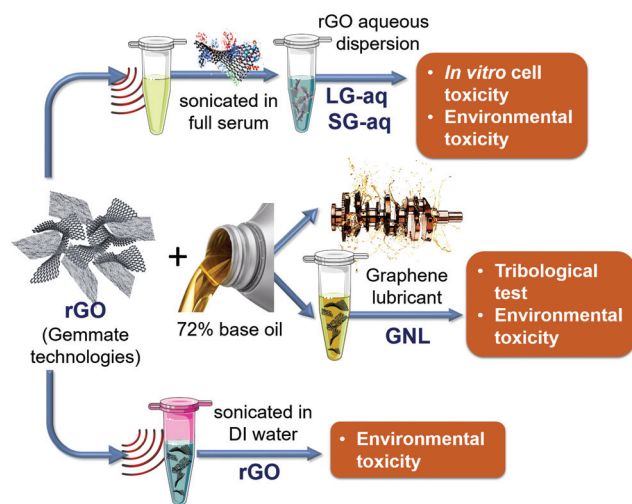 rGO aqueous
dispersion
sonicated in
full serum
LG-aq
SG-aq
• In vitro cell
toxicity
• Environmental
toxicity
rGO
(Gemmate
technologies)
+
72% base oil
Graphene
lubricant
GNL
• Tribological
test
• Environmental
toxicity
sonicated in
DI water
rGO
• Environmental
toxicity